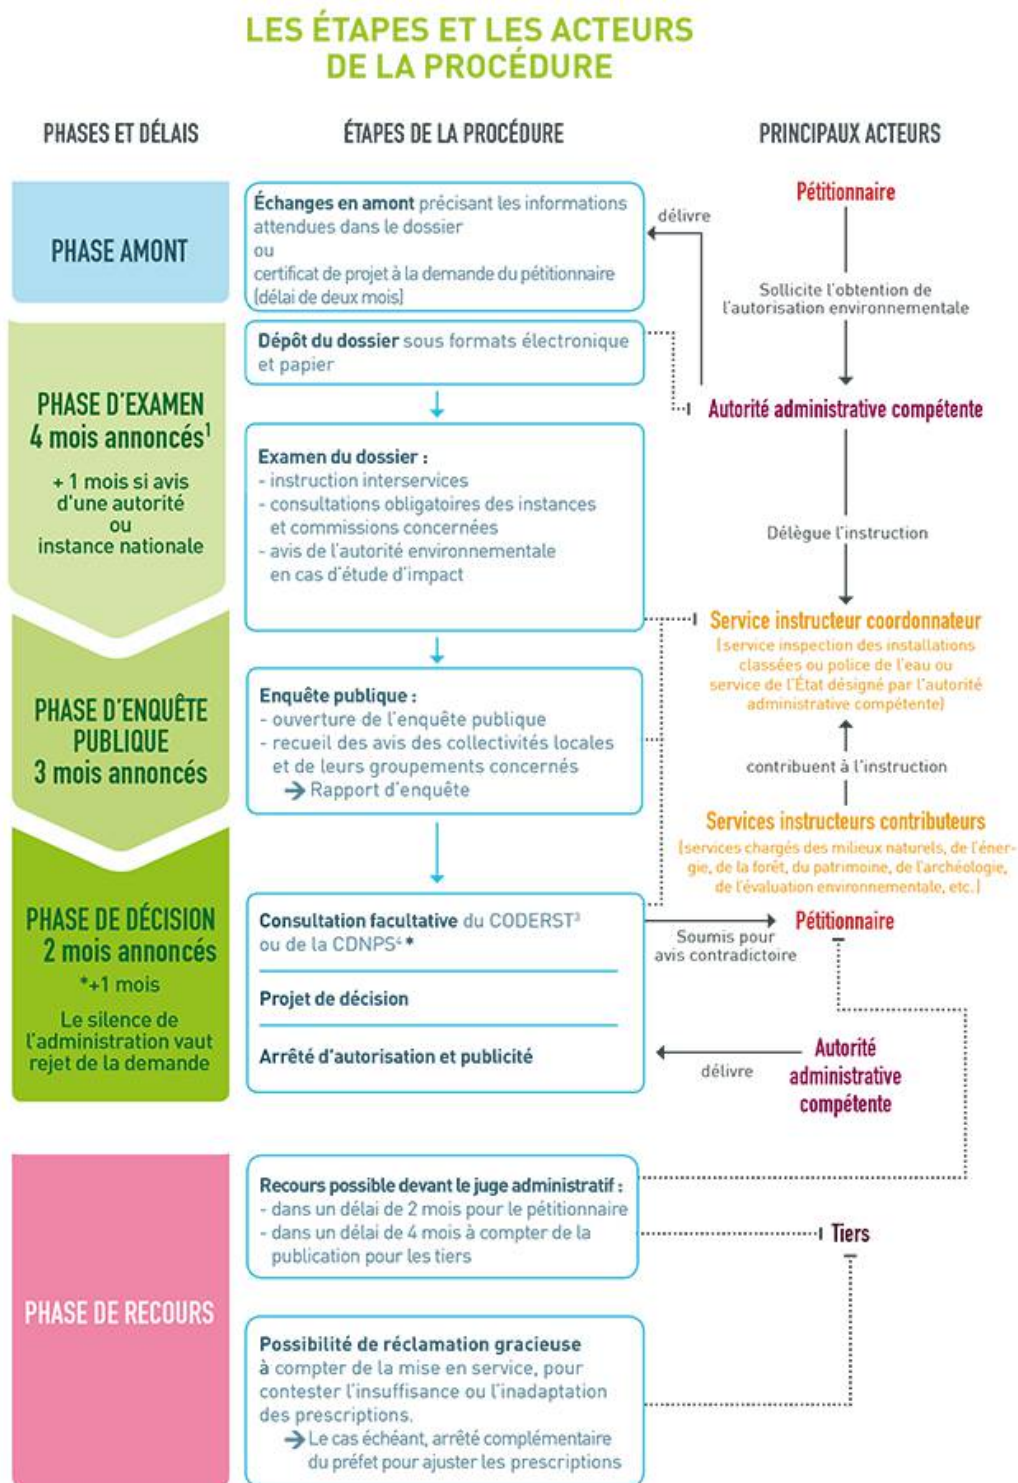 LES ÉTAPES ET LES ACTEURS
DE LA PROCÉDURE
PHASES ET DÉLAIS
ÉTAPES DE LA PROCÉDURE
PRINCIPAUX ACTEURS
PHASE AMONT
Échanges en amont précisant les informations
attendues dans le dossier
ou
certificat de projet à la demande du pétitionnaire
(délai de deux mois)
délivre
Pétitionnaire
Sollicite l'obtention de
l'autorisation environnementale
PHASE D'EXAMEN
4 mois annoncés¹
+ 1 mois si avis
d'une autorité
ou
instance nationale
Dépôt du dossier sous formats électronique
et papier
Autorité administrative compétente
Examen du dossier :
- instruction interservices
- consultations obligatoires des instances
et commissions concernées
- avis de l'autorité environnementale
en cas d'étude d'impact
Délègue l'instruction
Service instructeur coordonnateur
(service inspection des installations
classées ou police de l'eau ou
service de l'État désigné par l'autorité
administrative compétente)
PHASE D'ENQUÊTE
PUBLIQUE
3 mois annoncés
Enquête publique :
- ouverture de l'enquête publique
- recueil des avis des collectivités locales
et de leurs groupements concernés
→ Rapport d'enquête
contribuent à l'instruction
Services instructeurs contributeurs
(services chargés des milieux naturels, de l'éner-
gie, de la forêt, du patrimoine, de l'archéologie,
de l'évaluation environnementale, etc.)
PHASE DE DÉCISION
2 mois annoncés
*+1 mois
Le silence de
l'administration vaut
rejet de la demande
Consultation facultative du CODERST³
ou de la CDNPS⁴ *
Projet de décision
Arrêté d'autorisation et publicité
Soumis pour
avis contradictoire
Pétitionnaire
délivre
Autorité
administrative
compétente
PHASE DE RECOURS
Recours possible devant le juge administratif :
- dans un délai de 2 mois pour le pétitionnaire
- dans un délai de 4 mois à compter de la
publication pour les tiers
Tiers
Possibilité de réclamation gracieuse
à compter de la mise en service, pour
contester l'insuffisance ou l'inadaptation
des prescriptions.
→ Le cas échéant, arrêté complémentaire
du préfet pour ajuster les prescriptions